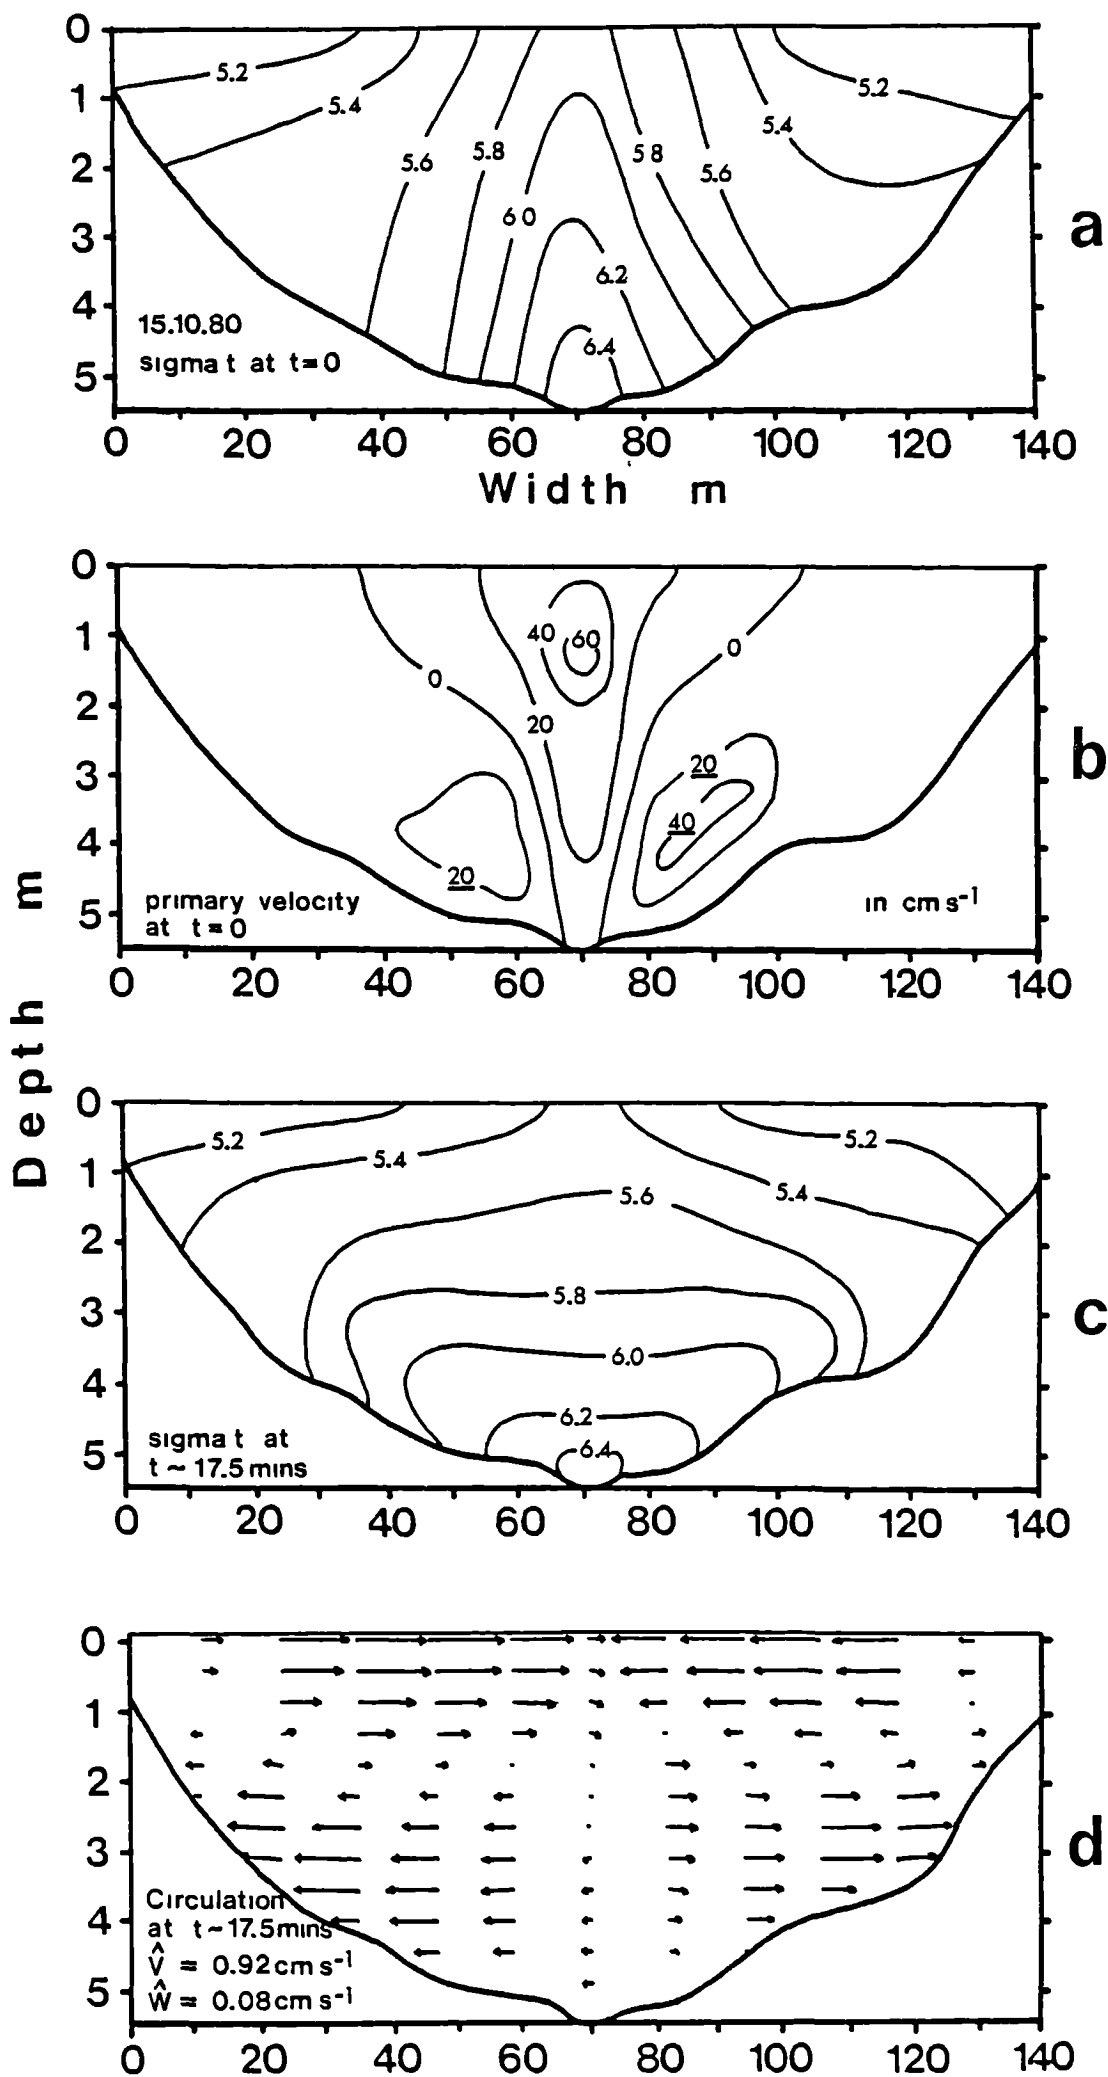 0
5.2
5.2
1
5.4
5.4
2
5.6
5.8
5 8
5.6
6 0
a
3
6.2
4
15.10.80
6.4
sigma t at t=0
5
0 20 40 60 80 100 120 140
Width m
0
1
40
60
0
0
2
20
b
3
20
4
40
20
primary velocity
in cm s-1
5
at t=0
0 20 40 60 80 100 120 140
Depth m
0
5.2
5.2
5.4
1
5.6
5.4
2
3
5.8
c
6.0
4
6.2
sigma t at
6.4
5
t ~ 17.5 mins
0 20 40 60 80 100 120 140
0
1
2
3
d
Circulation
4
at t~17.5mins
V̂ = 0.92cm s-1
5
Ŵ = 0.08cm s-1
0 20 40 60 80 100 120 140